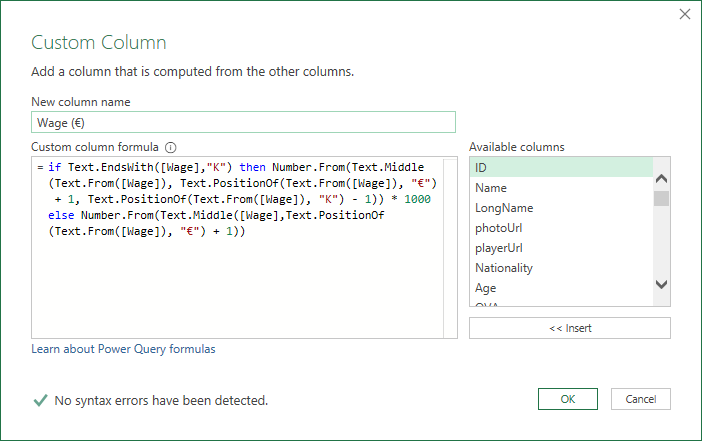 Custom Column
Add a column that is computed from the other columns.
New column name
Wage (€)
Custom column formula
Available columns
= if Text.EndsWith([Wage],"K") then Number.From(Text.Middle
(Text.From([Wage]), Text.PositionOf(Text.From([Wage]), "€")
+ 1, Text.PositionOf(Text.From([Wage]), "K") - 1)) * 1000
else Number.From(Text.Middle([Wage],Text.PositionOf
(Text.From([Wage]), "€") + 1))
ID
Name
LongName
photoUrl
playerUrl
Nationality
Age
<< Insert
Learn about Power Query formulas
No syntax errors have been detected.
OK
Cancel